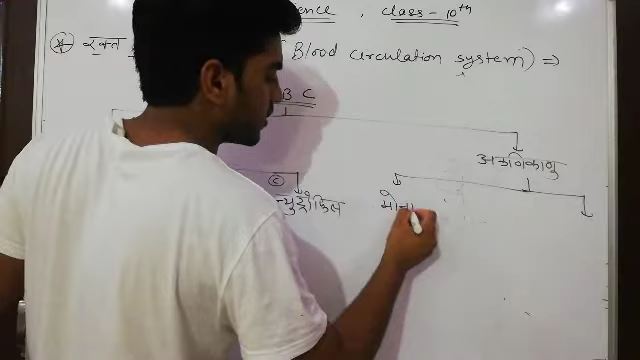 ence, class - 10th
* रक्त Blood circulation system) ⇒
B C
अकणिकाणु
c
न्युट्रोफिल मोना